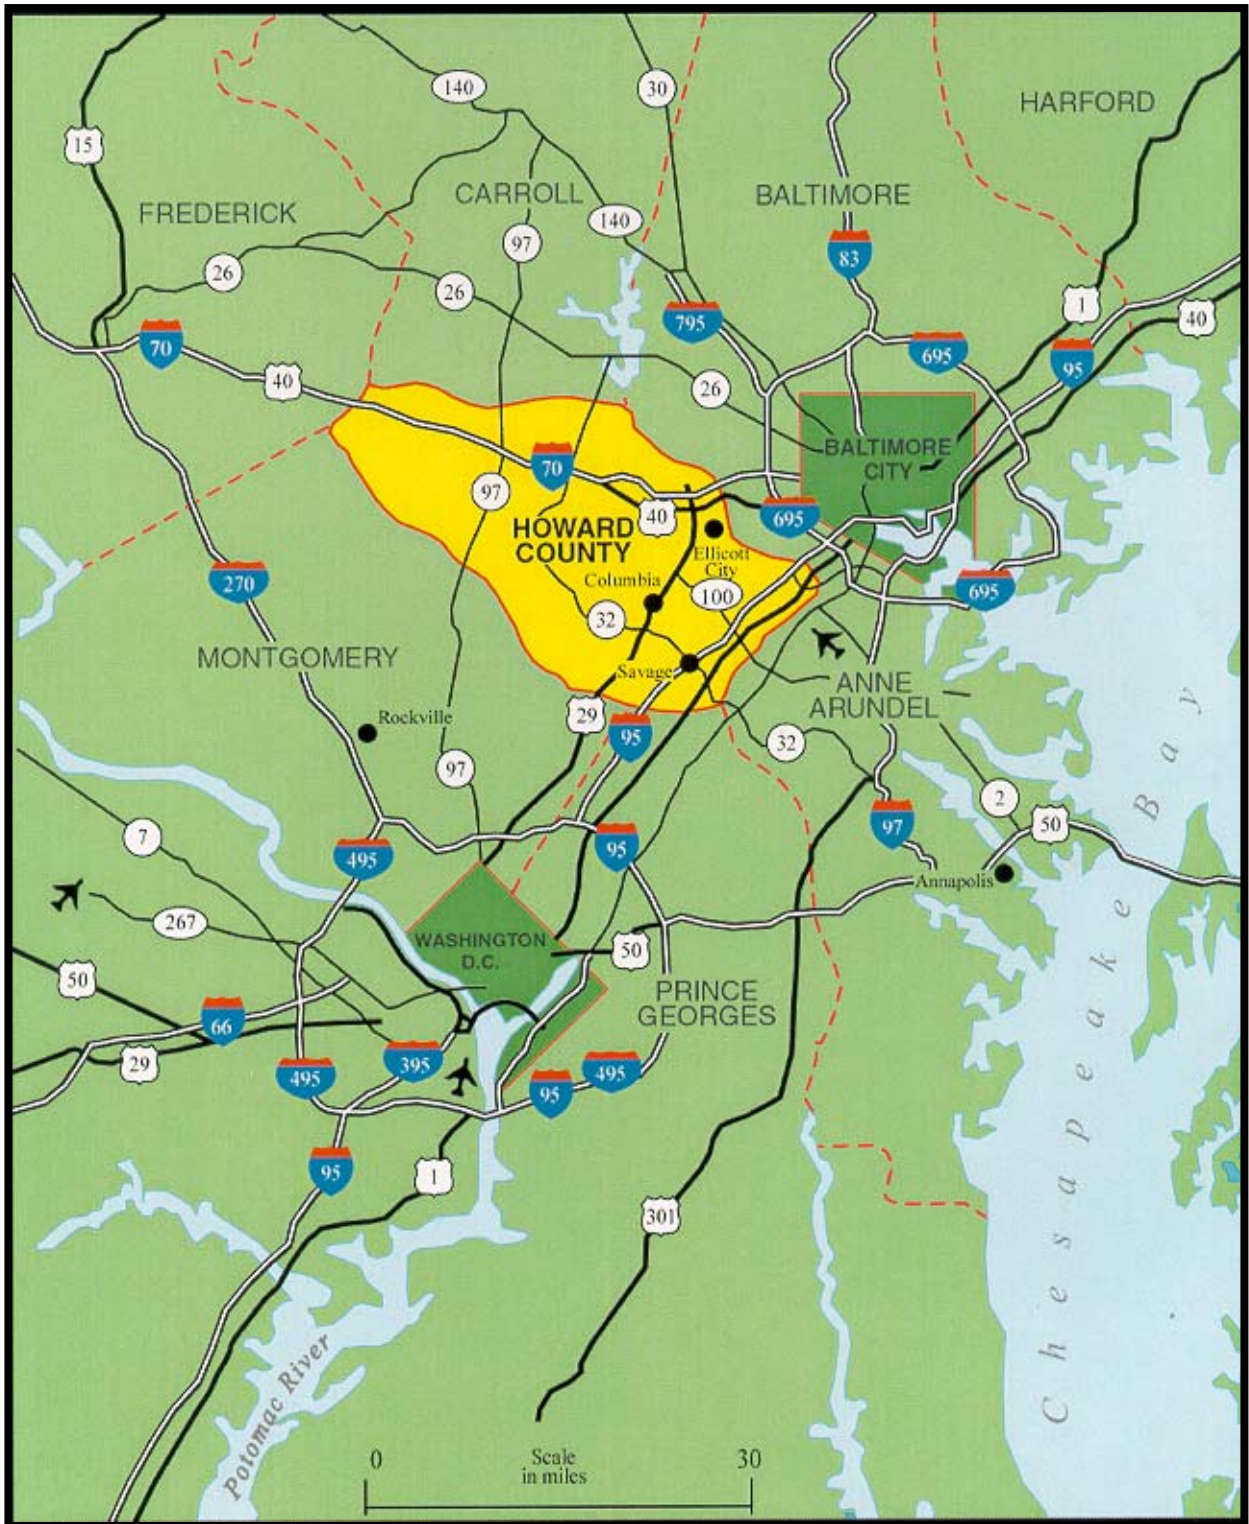 140
30
HARFORD
15
CARROLL
BALTIMORE
FREDERICK
140
97
83
26
26
1
795
40
70
695
95
40
26
BALTIMORE
CITY
70
97
40
695
HOWARD
COUNTY
Ellicott
City
Columbia
270
100
695
32
MONTGOMERY
Savage
ANNE
ARUNDEL
Rockville
29
95
32
97
2
50
7
97
495
95
Annapolis
267
WASHINGTON
D.C.
50
50
PRINCE
GEORGES
66
29
395
495
495
95
95
1
301
Chesapeake Bay
Potomac River
0
Scale
in miles
30